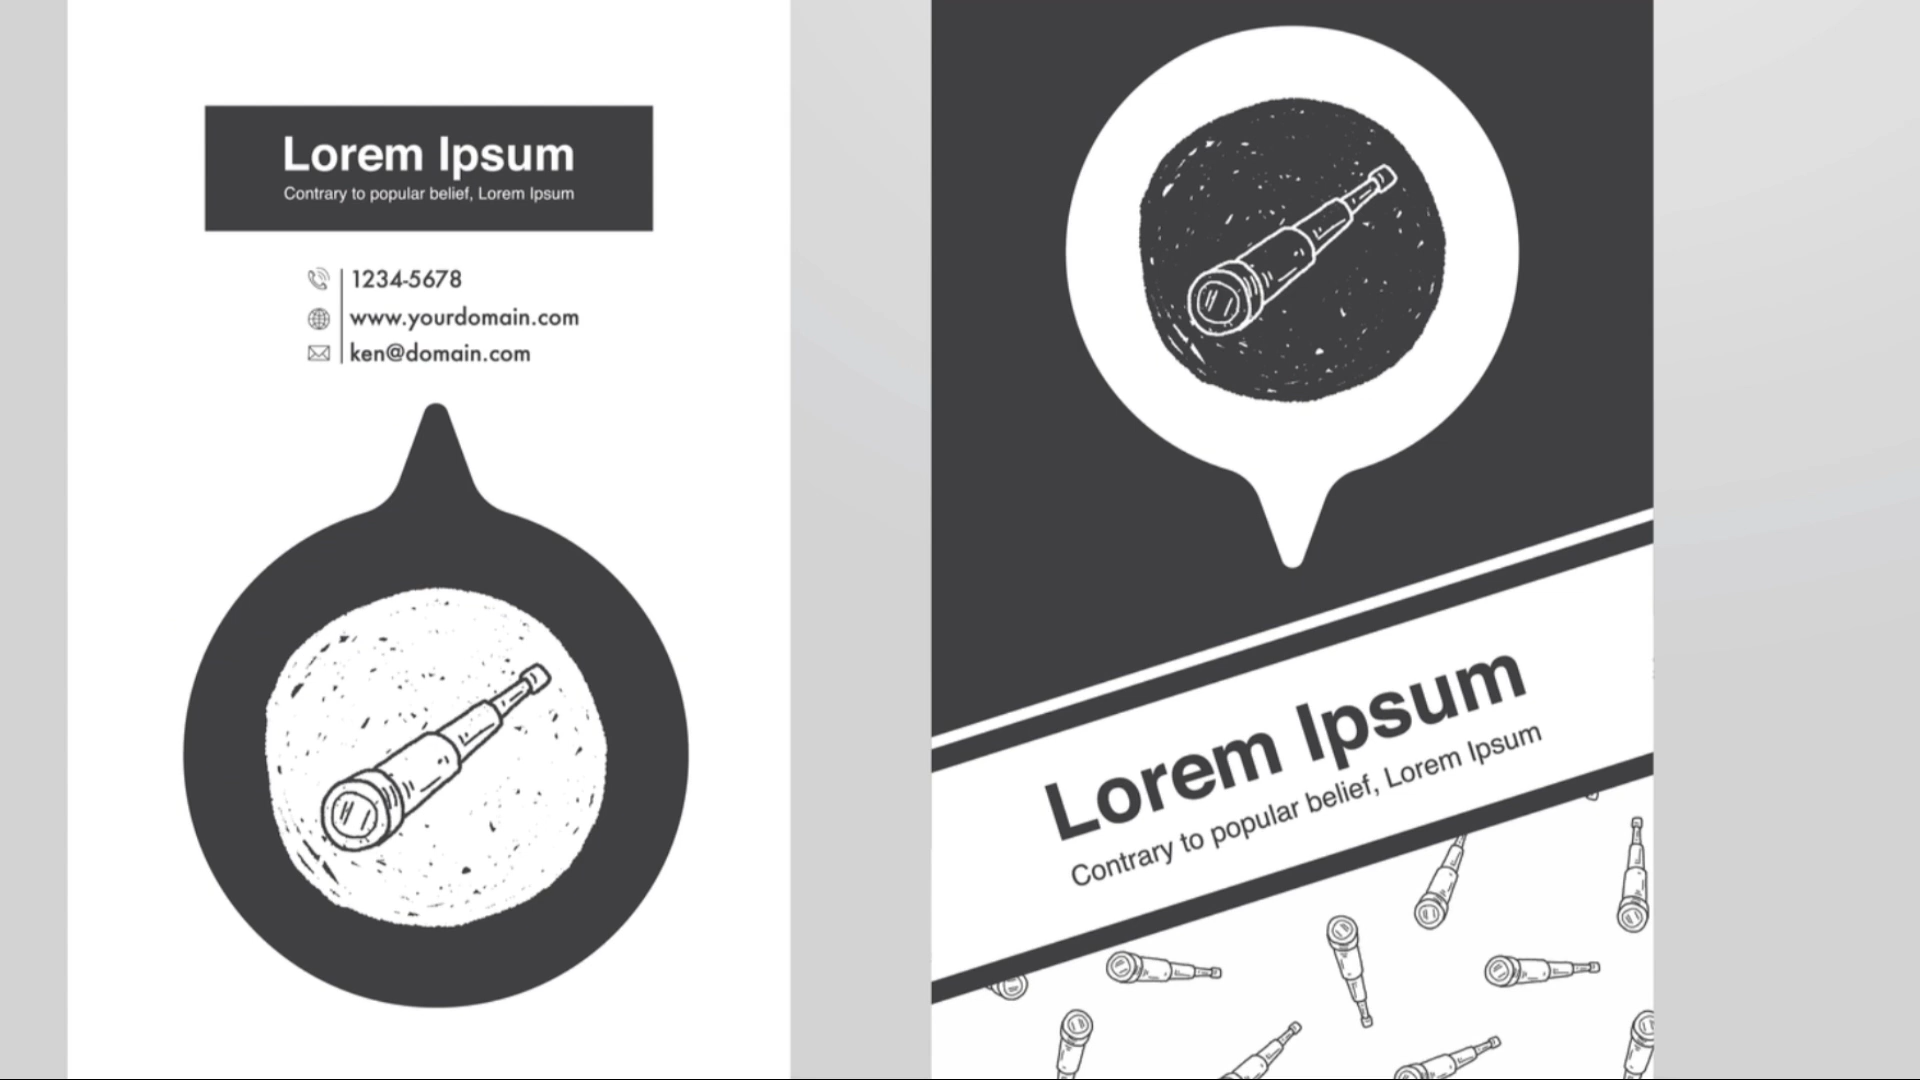 Lorem Ipsum
Contrary to popular belief, Lorem Ipsum
1234-5678
www.yourdomain.com
ken@domain.com
Lorem Ipsum
Contrary to popular belief, Lorem Ipsum